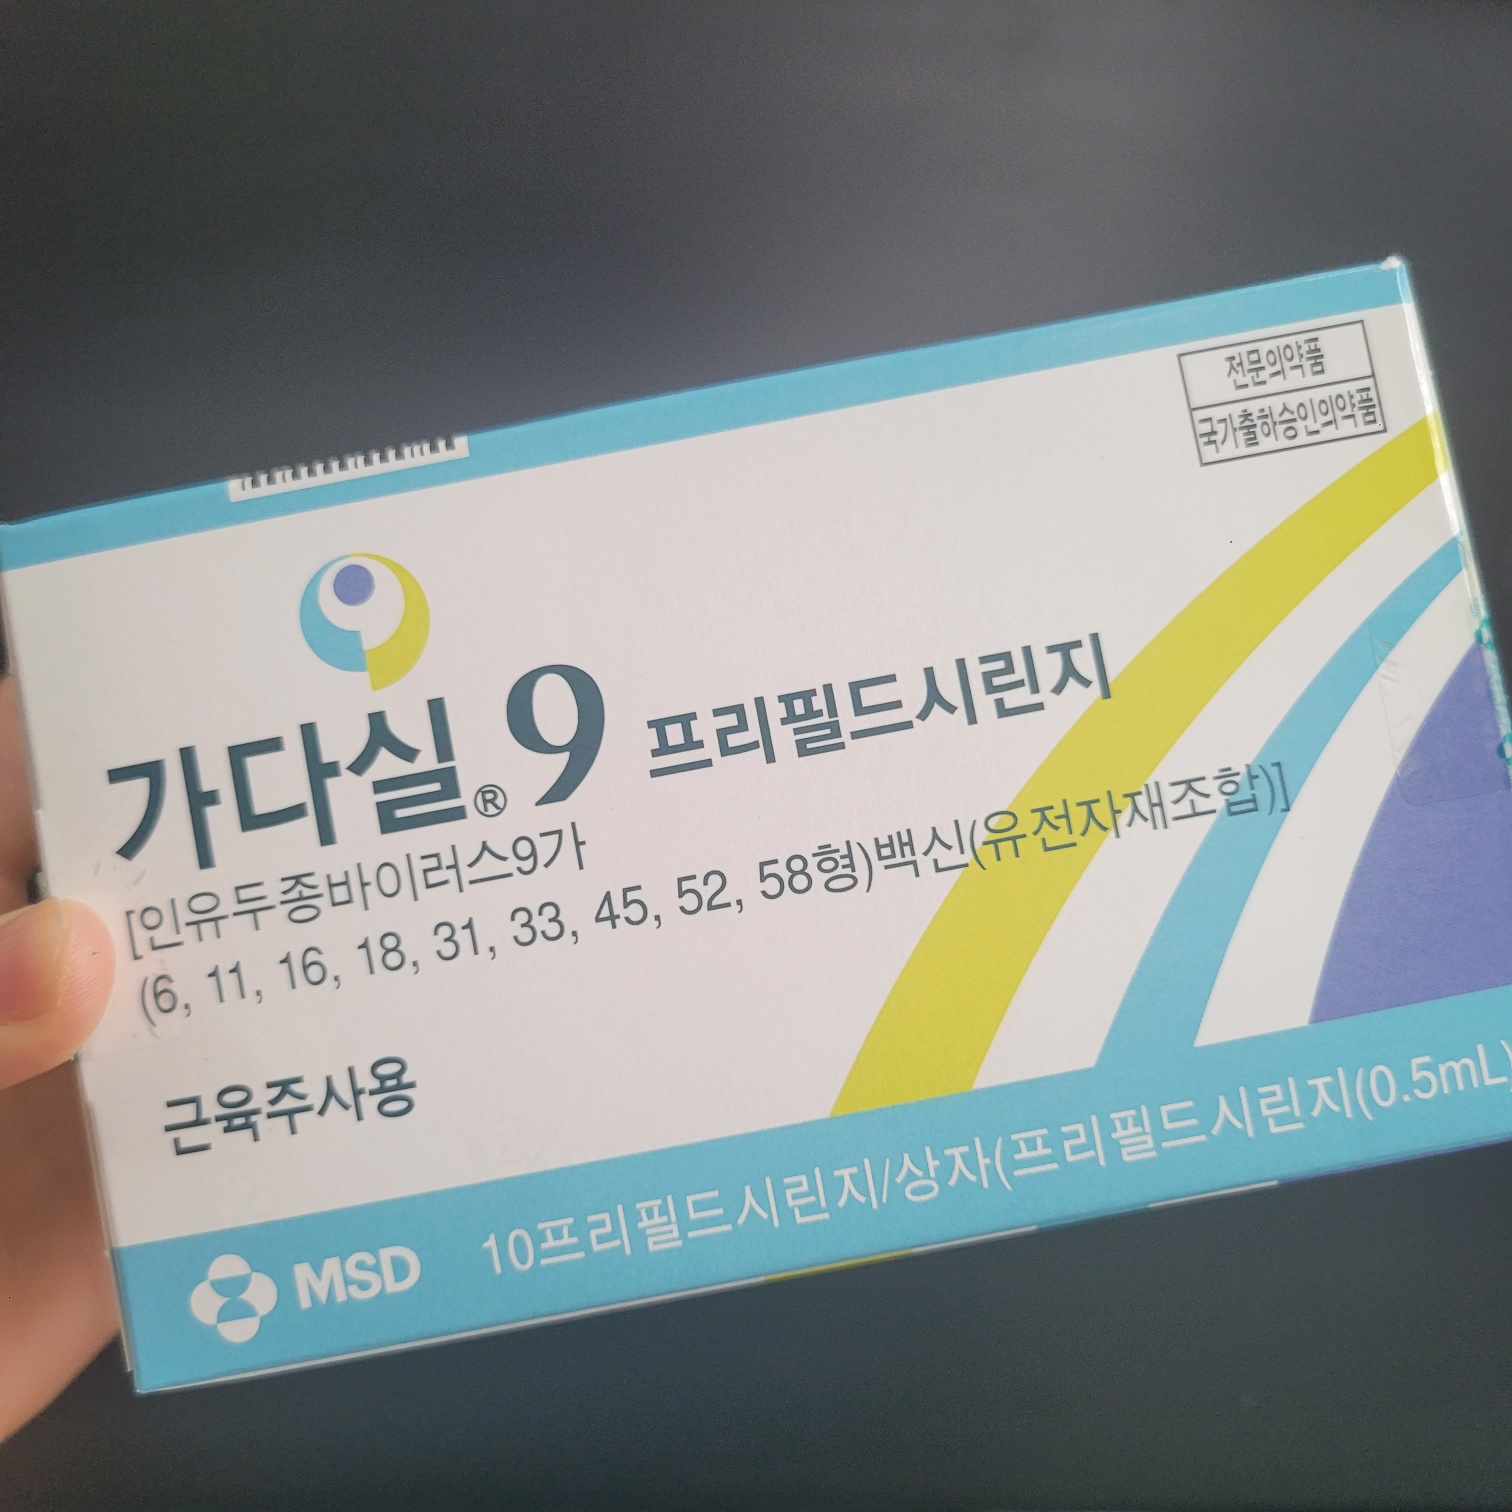 전문의약품
국가출하승인의약품
가다실® 9 프리필드시린지
[인유두종바이러스9가
(6, 11, 16, 18, 31, 33, 45, 52, 58형)백신(유전자재조합)]
근육주사용
MSD
10프리필드시린지/상자(프리필드시린지(0.5mL)